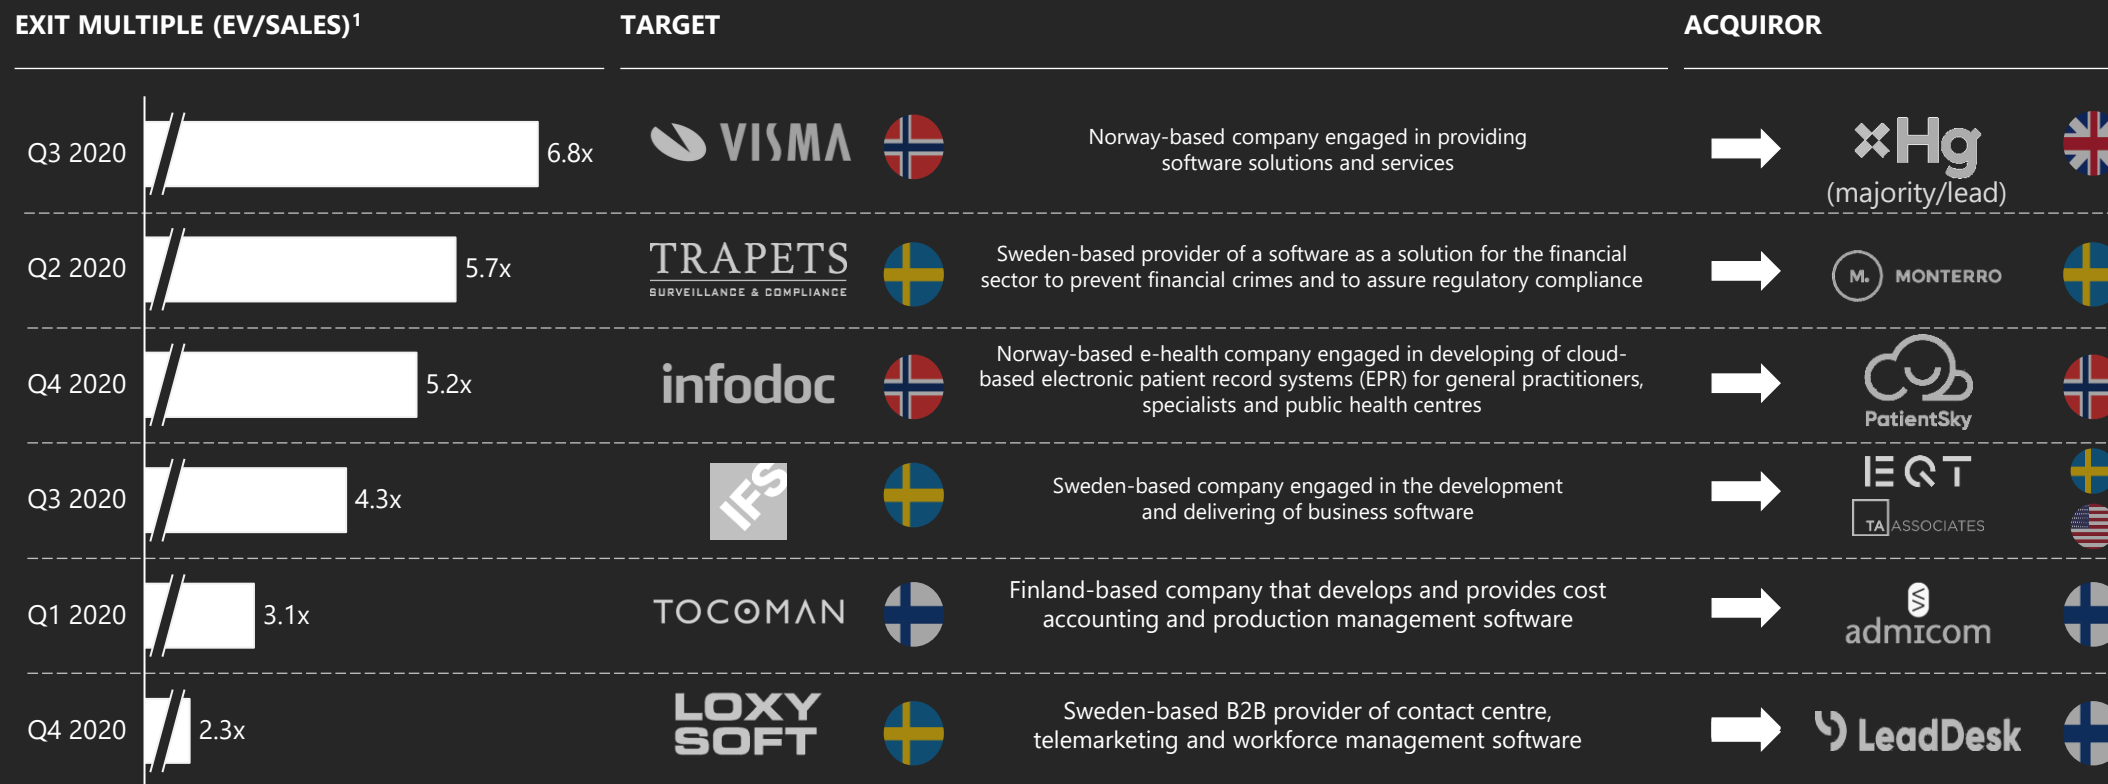 EXIT MULTIPLE (EV/SALES)¹
TARGET
ACQUIROR
Q3 2020
6.8x
VISMA
Norway-based company engaged in providing
software solutions and services
Hg
(majority/lead)
Q2 2020
5.7x
TRAPETS
SURVEILLANCE & COMPLIANCE
Sweden-based provider of a software as a solution for the financial
sector to prevent financial crimes and to assure regulatory compliance
M. MONTERRO
Q4 2020
5.2x
infodoc
Norway-based e-health company engaged in developing of cloud-
based electronic patient record systems (EPR) for general practitioners,
specialists and public health centres
PatientSky
Q3 2020
4.3x
IFS
Sweden-based company engaged in the development
and delivering of business software
EQT
TA ASSOCIATES
Q1 2020
3.1x
TOCOMAN
Finland-based company that develops and provides cost
accounting and production management software
admicom
Q4 2020
2.3x
LOXY
SOFT
Sweden-based B2B provider of contact centre,
telemarketing and workforce management software
LeadDesk